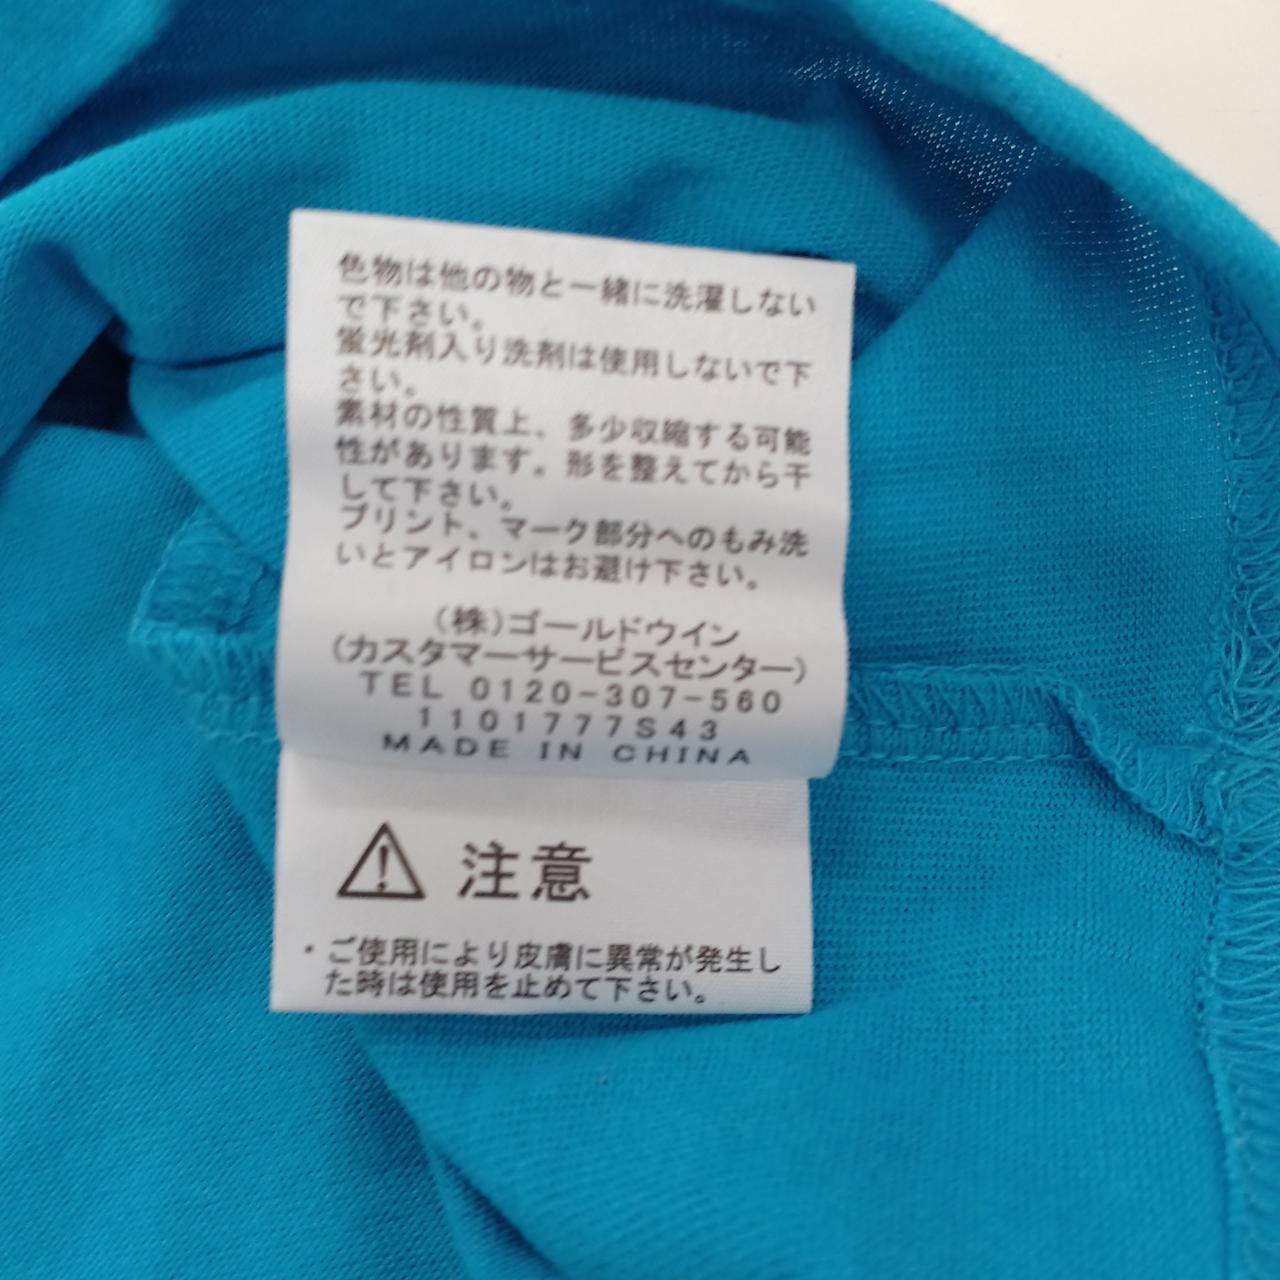 色物は他の物と一緒に洗濯しない
で下さい。
蛍光剤入り洗剤は使用しないで下
さい。
素材の性質上、多少収縮する可能
性があります。形を整えてから干
して下さい。
プリント、マーク部分へのもみ洗
いとアイロンはお避け下さい。
(株)ゴールドウイン
(カスタマーサービスセンター)
TEL 0120-307-560
1101777S43
MADE IN CHINA
注意
・ご使用により皮膚に異常が発生し
た時は使用を止めて下さい。